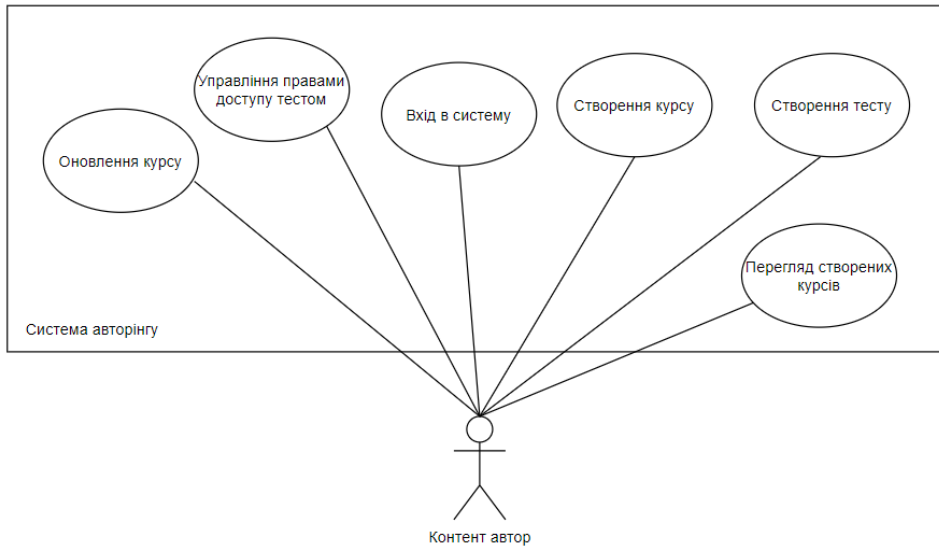 Управління правами
доступу тестом
Вхід в систему
Створення курсу
Створення тесту
Оновлення курсу
Перегляд створених
курсів
Система авторінгу
Контент автор